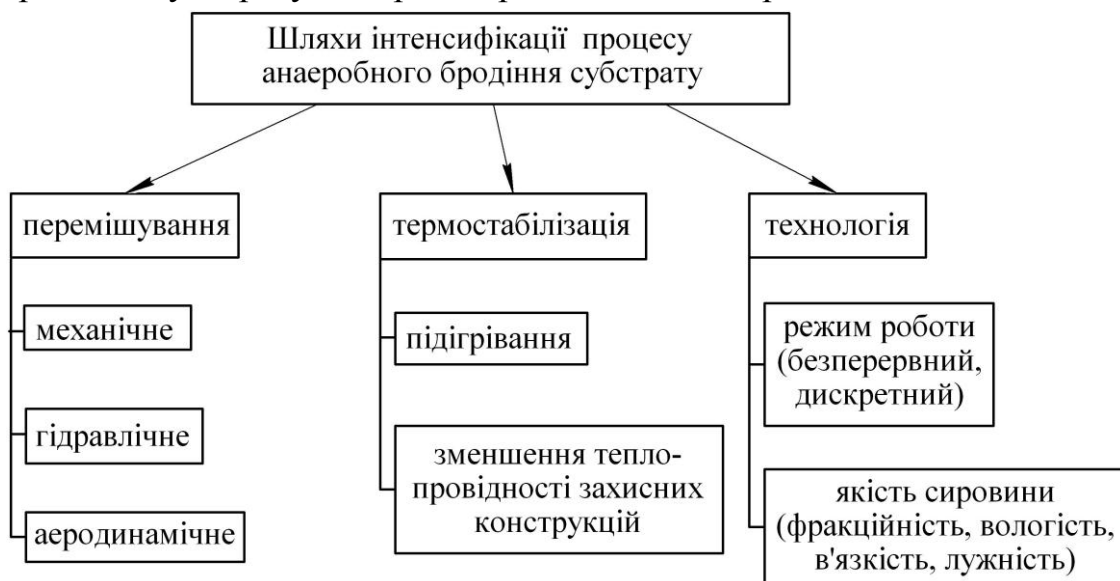 Шляхи інтенсифікації процесу
анаеробного бродіння субстрату
перемішування
термостабілізація
технологія
механічне
гідравлічне
аеродинамічне
підігрівання
зменшення тепло-
провідності захисних
конструкцій
режим роботи
(безперервний,
дискретний)
якість сировини
(фракційність, вологість,
в'язкість, лужність)